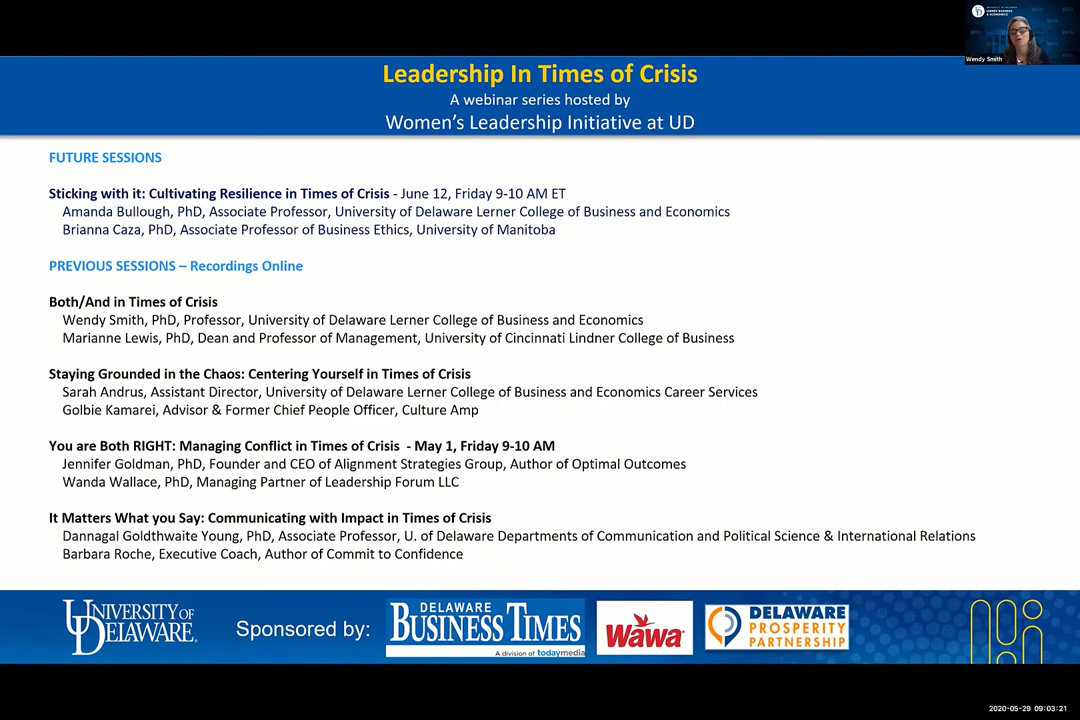 Leadership In Times of Crisis
A webinar series hosted by
Women's Leadership Initiative at UD
Wendy Smith
FUTURE SESSIONS
Sticking with it: Cultivating Resilience in Times of Crisis - June 12, Friday 9-10 AM ET
Amanda Bullough, PhD, Associate Professor, University of Delaware Lerner College of Business and Economics
Brianna Caza, PhD, Associate Professor of Business Ethics, University of Manitoba
PREVIOUS SESSIONS – Recordings Online
Both/And in Times of Crisis
Wendy Smith, PhD, Professor, University of Delaware Lerner College of Business and Economics
Marianne Lewis, PhD, Dean and Professor of Management, University of Cincinnati Lindner College of Business
Staying Grounded in the Chaos: Centering Yourself in Times of Crisis
Sarah Andrus, Assistant Director, University of Delaware Lerner College of Business and Economics Career Services
Golbie Kamarei, Advisor & Former Chief People Officer, Culture Amp
You are Both RIGHT: Managing Conflict in Times of Crisis - May 1, Friday 9-10 AM
Jennifer Goldman, PhD, Founder and CEO of Alignment Strategies Group, Author of Optimal Outcomes
Wanda Wallace, PhD, Managing Partner of Leadership Forum LLC
It Matters What you Say: Communicating with Impact in Times of Crisis
Dannagal Goldthwaite Young, PhD, Associate Professor, U. of Delaware Departments of Communication and Political Science & International Relations
Barbara Roche, Executive Coach, Author of Commit to Confidence
UNIVERSITY OF
DELAWARE
Sponsored by:
DELAWARE
BUSINESS TIMES
A division of todaymedia
Wawa
DELAWARE
PROSPERITY
PARTNERSHIP
2020-05-29 09:03:21